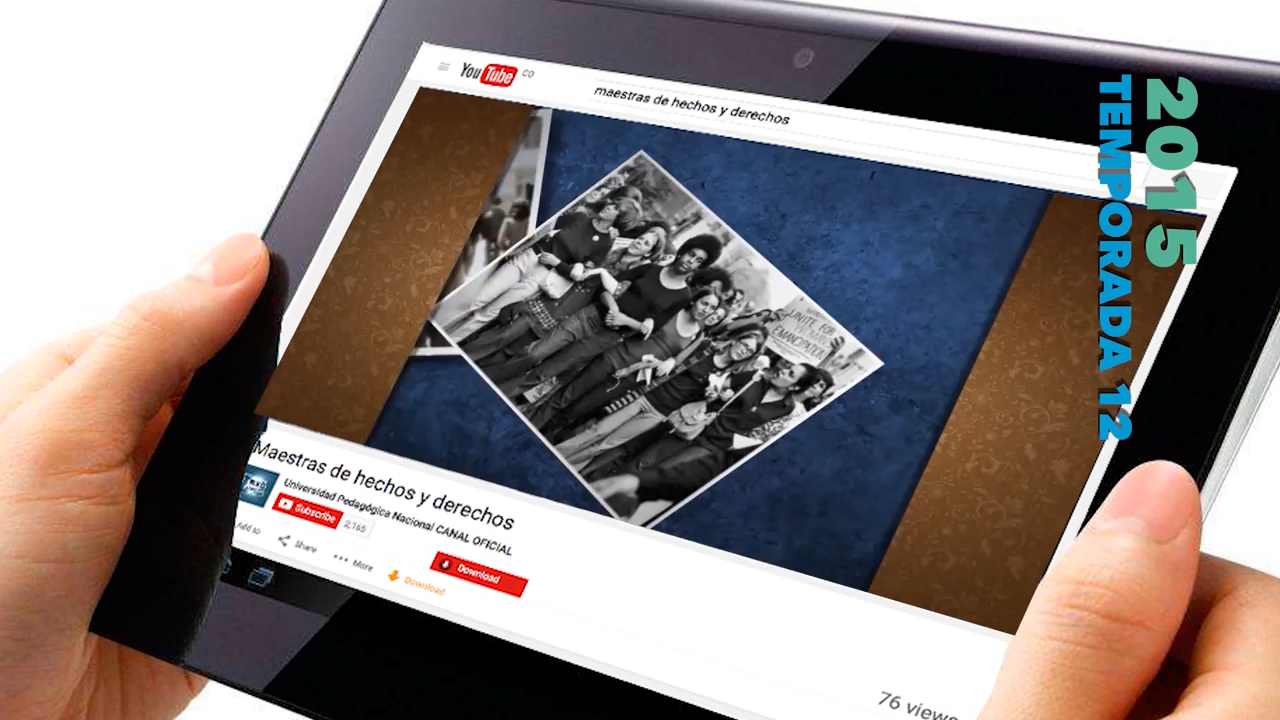 YouTube CO
maestras de hechos y derechos
UNITE FOR
WOMEN'S
EMANCIPATION
Maestras de hechos y derechos
Universidad Pedagógica Nacional CANAL OFICIAL
Subscribe 2,165
Add to
Share
More
Download
Download
76 views
2015
TEMPORADA 12